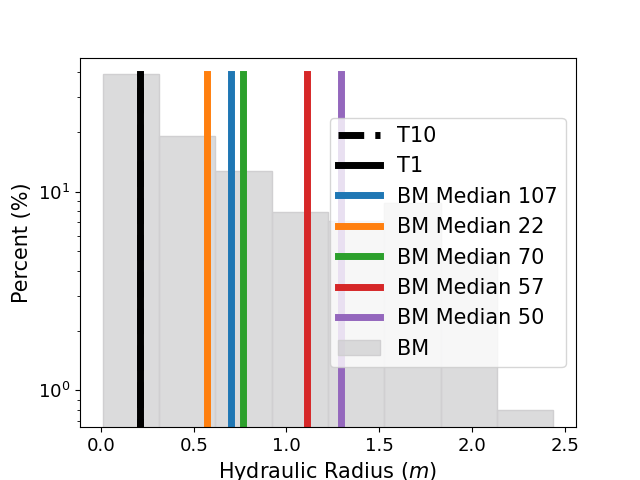 Percent (%)
10¹
10⁰
T10
T1
BM Median 107
BM Median 22
BM Median 70
BM Median 57
BM Median 50
BM
0.0 0.5 1.0 1.5 2.0 2.5
Hydraulic Radius (m)